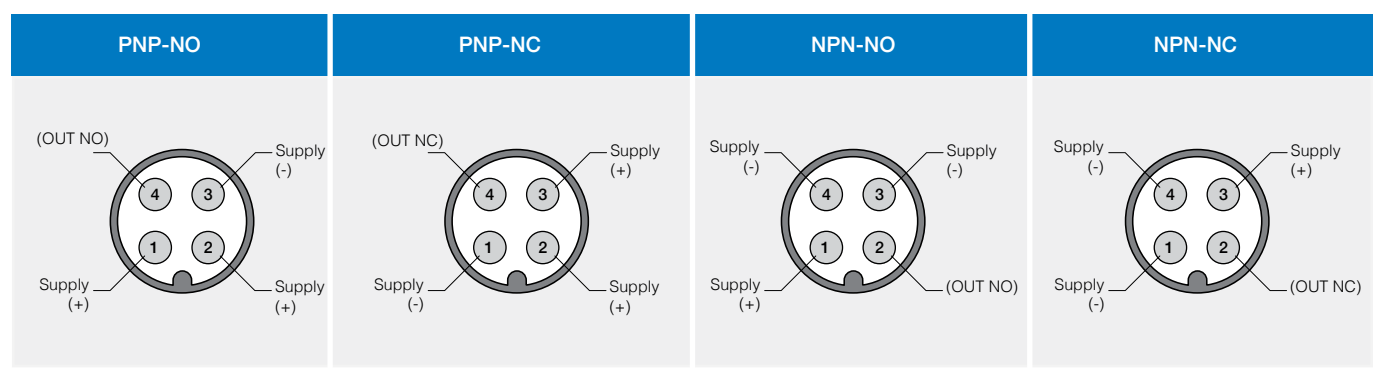 PNP-NO
PNP-NC
NPN-NO
NPN-NC
(OUT NO)
Supply
(-)
4
3
1
2
Supply
(+)
Supply
(+)
(OUT NC)
Supply
(+)
4
3
1
2
Supply
(-)
Supply
(+)
Supply
(-)
Supply
(-)
4
3
1
2
Supply
(+)
(OUT NO)
Supply
(-)
Supply
(+)
4
3
1
2
Supply
(-)
(OUT NC)